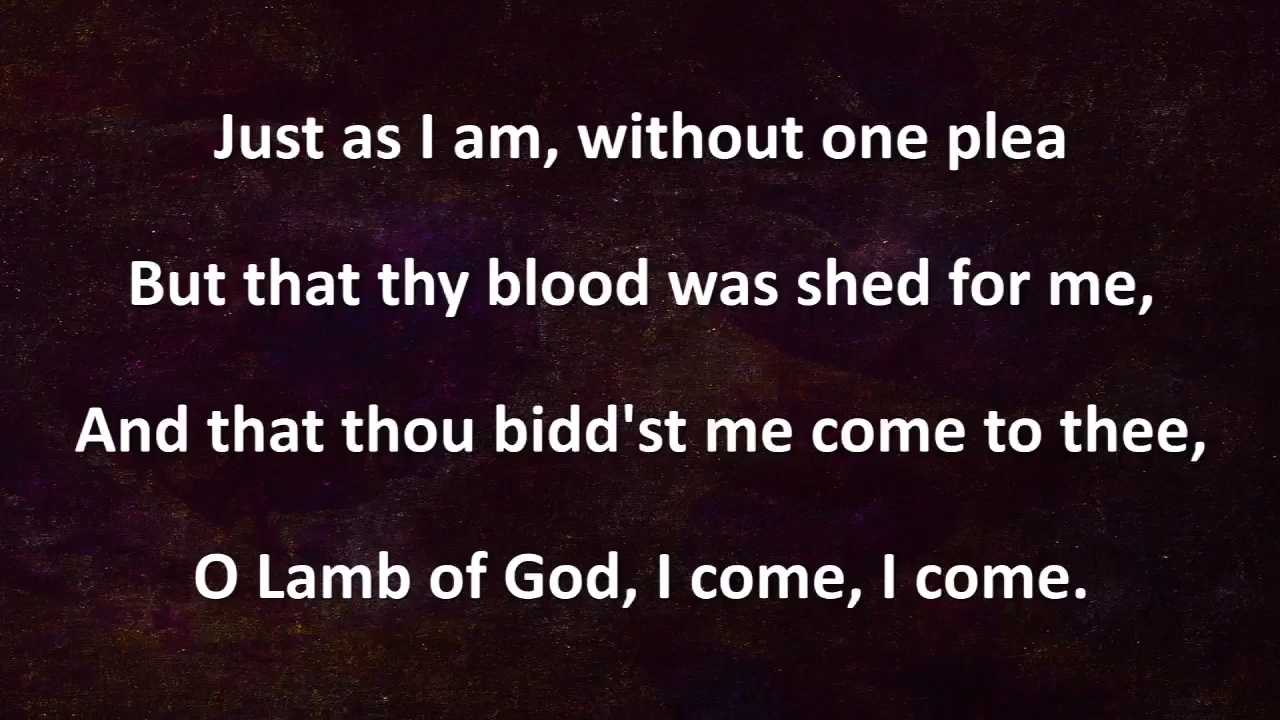 Just as I am, without one plea
But that thy blood was shed for me,
And that thou bidd'st me come to thee,
O Lamb of God, I come, I come.